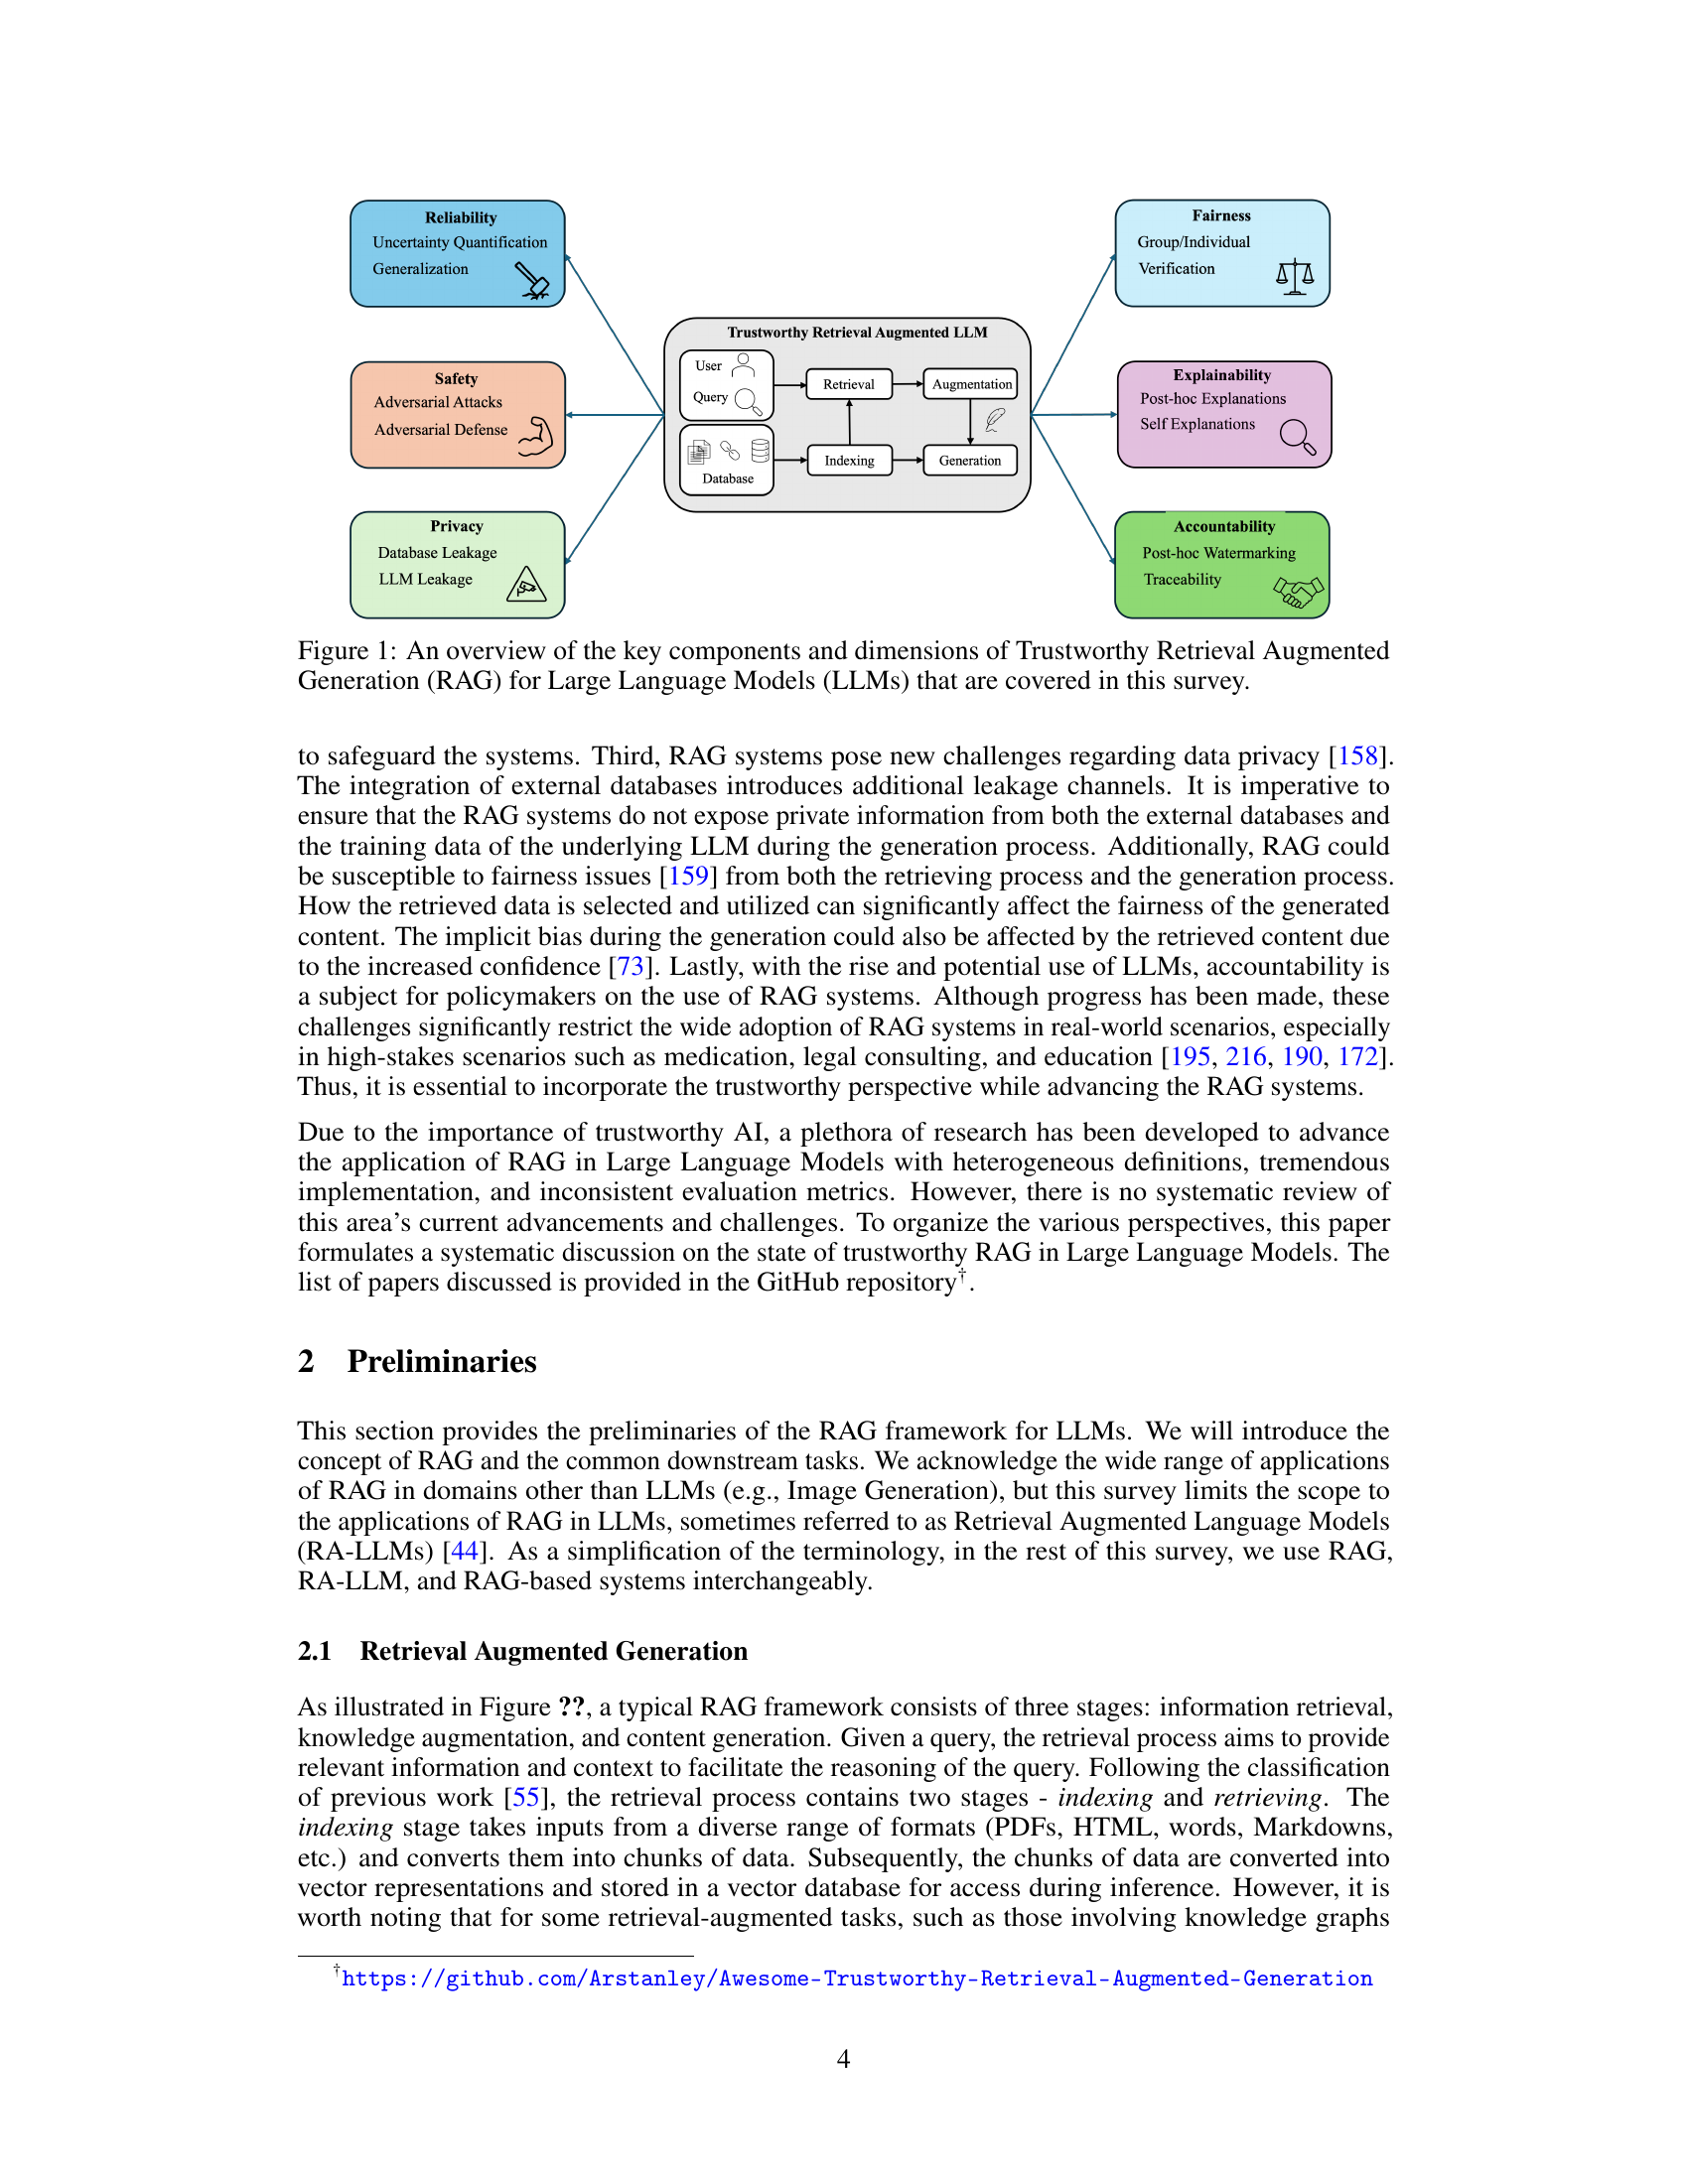 Reliability
Uncertainty Quantification
Generalization
Safety
Adversarial Attacks
Adversarial Defense
Privacy
Database Leakage
LLM Leakage
Trustworthy Retrieval Augmented LLM
User
Query
Database
Retrieval
Augmentation
Indexing
Generation
Fairness
Group/Individual
Verification
Explainability
Post-hoc Explanations
Self Explanations
Accountability
Post-hoc Watermarking
Traceability
Figure 1: An overview of the key components and dimensions of Trustworthy Retrieval Augmented
Generation (RAG) for Large Language Models (LLMs) that are covered in this survey.
to safeguard the systems. Third, RAG systems pose new challenges regarding data privacy [158].
The integration of external databases introduces additional leakage channels. It is imperative to
ensure that the RAG systems do not expose private information from both the external databases and
the training data of the underlying LLM during the generation process. Additionally, RAG could
be susceptible to fairness issues [159] from both the retrieving process and the generation process.
How the retrieved data is selected and utilized can significantly affect the fairness of the generated
content. The implicit bias during the generation could also be affected by the retrieved content due
to the increased confidence [73]. Lastly, with the rise and potential use of LLMs, accountability is
a subject for policymakers on the use of RAG systems. Although progress has been made, these
challenges significantly restrict the wide adoption of RAG systems in real-world scenarios, especially
in high-stakes scenarios such as medication, legal consulting, and education [195, 216, 190, 172].
Thus, it is essential to incorporate the trustworthy perspective while advancing the RAG systems.
Due to the importance of trustworthy AI, a plethora of research has been developed to advance
the application of RAG in Large Language Models with heterogeneous definitions, tremendous
implementation, and inconsistent evaluation metrics. However, there is no systematic review of
this area's current advancements and challenges. To organize the various perspectives, this paper
formulates a systematic discussion on the state of trustworthy RAG in Large Language Models. The
list of papers discussed is provided in the GitHub repository†.
2 Preliminaries
This section provides the preliminaries of the RAG framework for LLMs. We will introduce the
concept of RAG and the common downstream tasks. We acknowledge the wide range of applications
of RAG in domains other than LLMs (e.g., Image Generation), but this survey limits the scope to
the applications of RAG in LLMs, sometimes referred to as Retrieval Augmented Language Models
(RA-LLMs) [44]. As a simplification of the terminology, in the rest of this survey, we use RAG,
RA-LLM, and RAG-based systems interchangeably.
2.1 Retrieval Augmented Generation
As illustrated in Figure ??, a typical RAG framework consists of three stages: information retrieval,
knowledge augmentation, and content generation. Given a query, the retrieval process aims to provide
relevant information and context to facilitate the reasoning of the query. Following the classification
of previous work [55], the retrieval process contains two stages - indexing and retrieving. The
indexing stage takes inputs from a diverse range of formats (PDFs, HTML, words, Markdowns,
etc.) and converts them into chunks of data. Subsequently, the chunks of data are converted into
vector representations and stored in a vector database for access during inference. However, it is
worth noting that for some retrieval-augmented tasks, such as those involving knowledge graphs
†https://github.com/Arstanley/Awesome-Trustworthy-Retrieval-Augmented-Generation
4